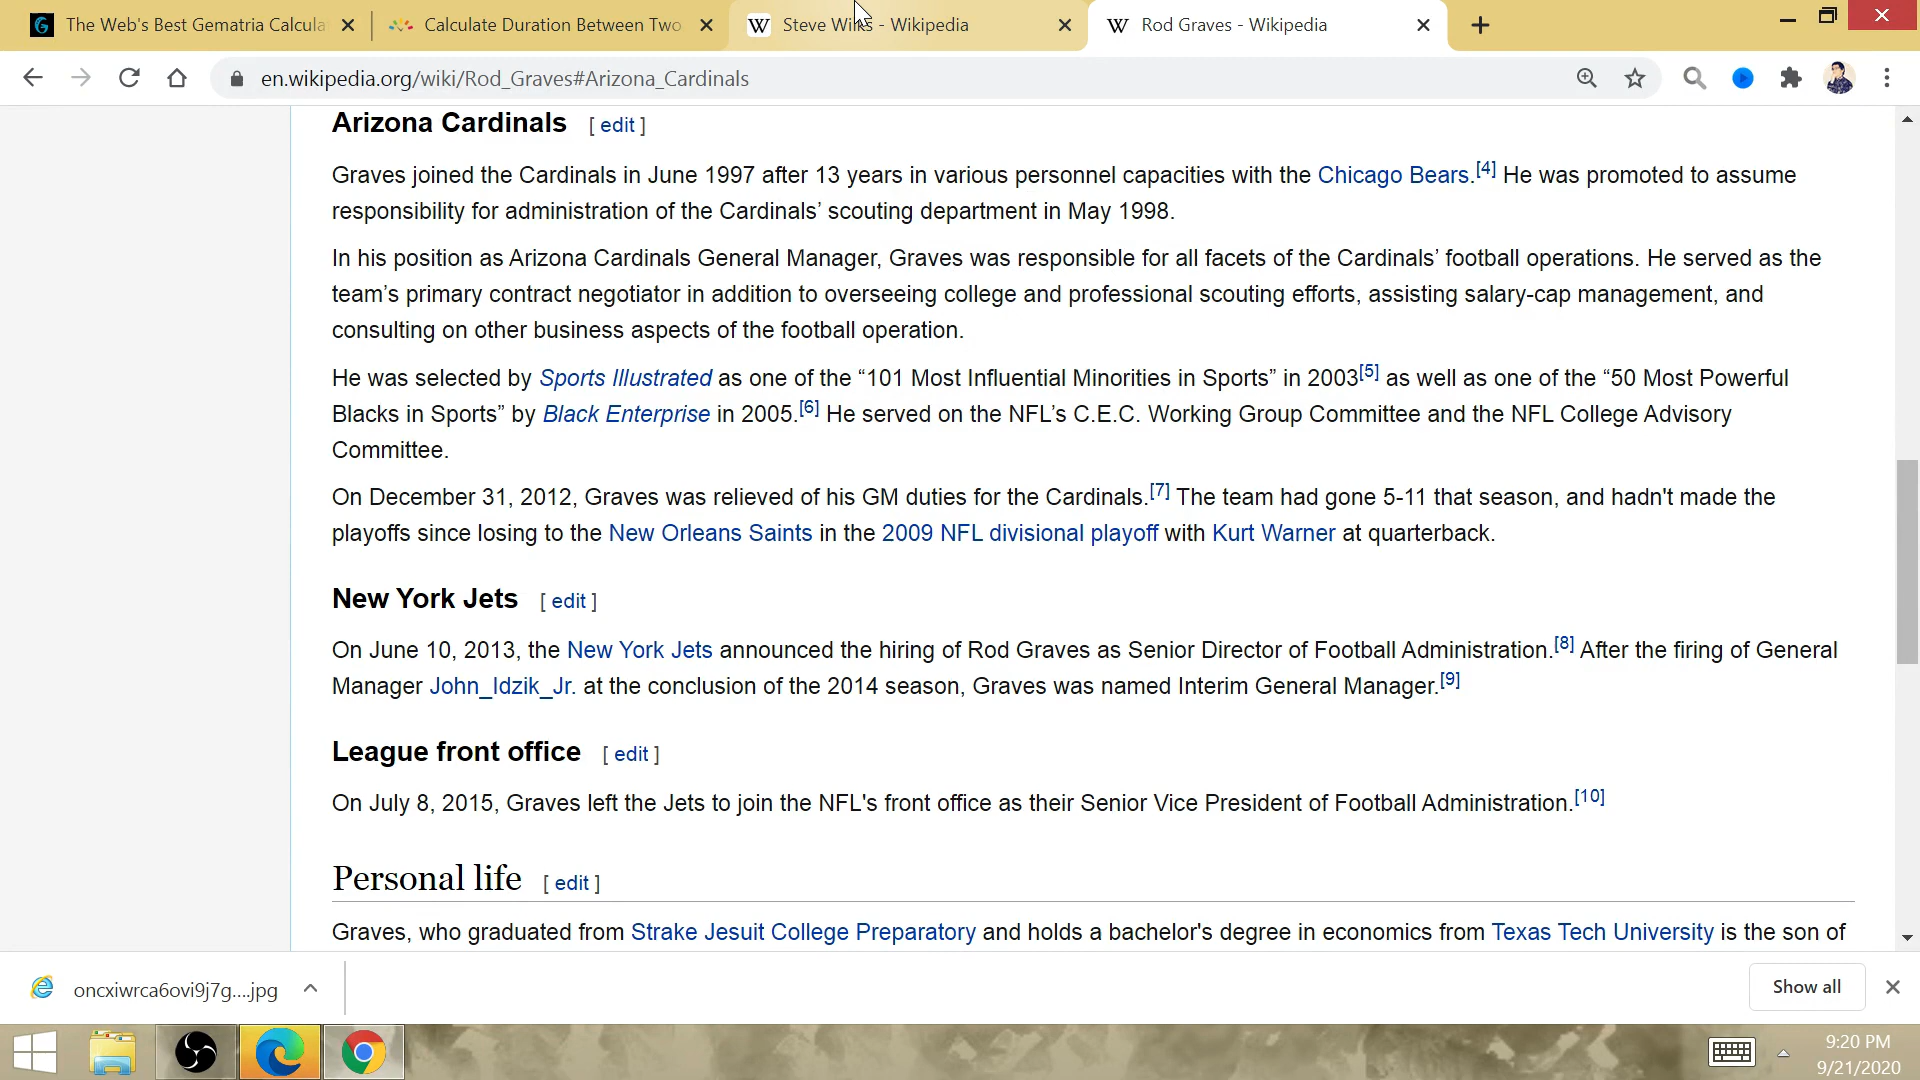 The Web's Best Gematria Calcula
Calculate Duration Between Two
Steve Wilks - Wikipedia
Rod Graves - Wikipedia
en.wikipedia.org/wiki/Rod_Graves#Arizona_Cardinals
Arizona Cardinals [ edit ]
Graves joined the Cardinals in June 1997 after 13 years in various personnel capacities with the Chicago Bears.[4] He was promoted to assume
responsibility for administration of the Cardinals’ scouting department in May 1998.
In his position as Arizona Cardinals General Manager, Graves was responsible for all facets of the Cardinals’ football operations. He served as the
team’s primary contract negotiator in addition to overseeing college and professional scouting efforts, assisting salary-cap management, and
consulting on other business aspects of the football operation.
He was selected by Sports Illustrated as one of the “101 Most Influential Minorities in Sports” in 2003[5] as well as one of the “50 Most Powerful
Blacks in Sports” by Black Enterprise in 2005.[6] He served on the NFL’s C.E.C. Working Group Committee and the NFL College Advisory
Committee.
On December 31, 2012, Graves was relieved of his GM duties for the Cardinals.[7] The team had gone 5-11 that season, and hadn't made the
playoffs since losing to the New Orleans Saints in the 2009 NFL divisional playoff with Kurt Warner at quarterback.
New York Jets [ edit ]
On June 10, 2013, the New York Jets announced the hiring of Rod Graves as Senior Director of Football Administration.[8] After the firing of General
Manager John_Idzik_Jr. at the conclusion of the 2014 season, Graves was named Interim General Manager.[9]
League front office [ edit ]
On July 8, 2015, Graves left the Jets to join the NFL's front office as their Senior Vice President of Football Administration.[10]
Personal life [ edit ]
Graves, who graduated from Strake Jesuit College Preparatory and holds a bachelor's degree in economics from Texas Tech University is the son of
oncxiwrca6ovi9j7g....jpg
Show all
9:20 PM
9/21/2020